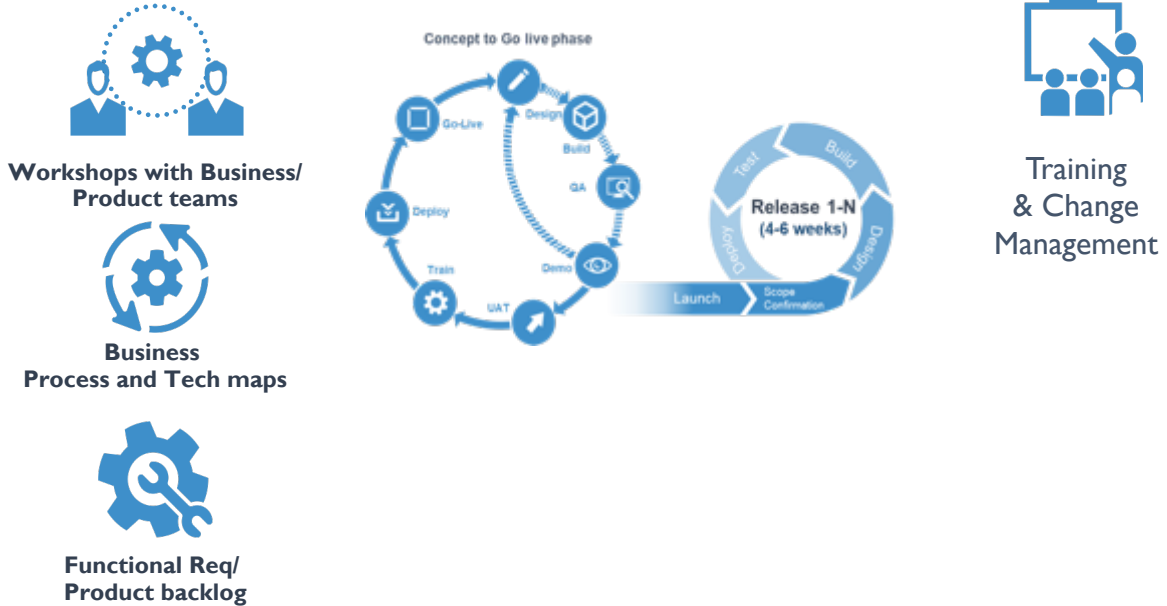 Workshops with Business/
Product teams
Business
Process and Tech maps
Functional Req/
Product backlog
Concept to Go live phase
Design
Build
QA
Demo
UAT
Train
Deploy
Go-Live
Launch
Scope
Confirmation
Design
Build
Test
Deploy
Release 1-N
(4-6 weeks)
Training
& Change
Management